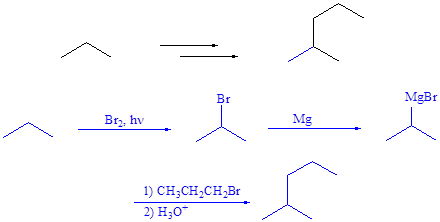 Br
MgBr
Br₂, hν
Mg
1) CH₃CH₂CH₂Br
2) H₃O⁺